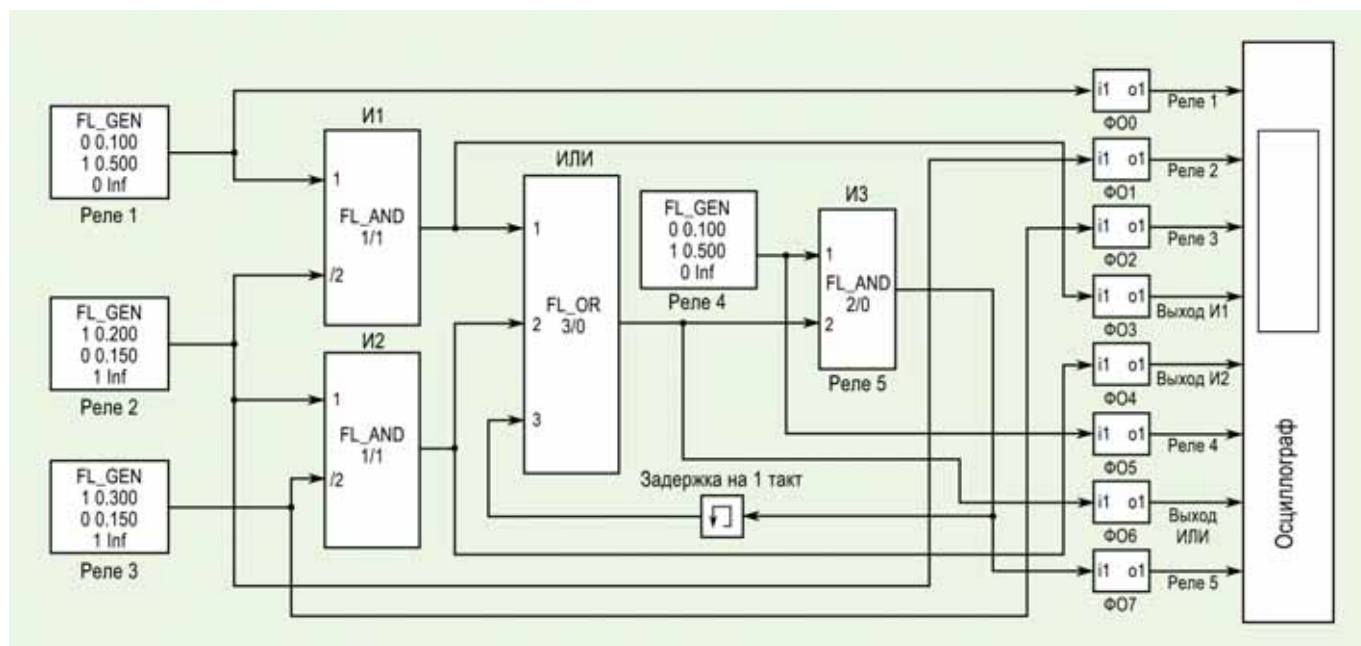 FL_GEN
0 0.100
1 0.500
0 Inf
Реле 1
FL_GEN
1 0.200
0 0.150
1 Inf
Реле 2
FL_GEN
1 0.300
0 0.150
1 Inf
Реле 3
И1
1
FL_AND
1/1
/2
И2
1
FL_AND
1/1
/2
ИЛИ
1
2
FL_OR
3/0
3
FL_GEN
0 0.100
1 0.500
0 Inf
Реле 4
И3
1
FL_AND
2/0
2
Реле 5
Задержка на 1 такт
i1 o1
ФО0
Реле 1
i1 o1
ФО1
Реле 2
i1 o1
ФО2
Реле 3
i1 o1
ФО3
Выход И1
i1 o1
ФО4
Выход И2
i1 o1
ФО5
Реле 4
i1 o1
ФО6
Выход
ИЛИ
i1 o1
ФО7
Реле 5
Осциллограф